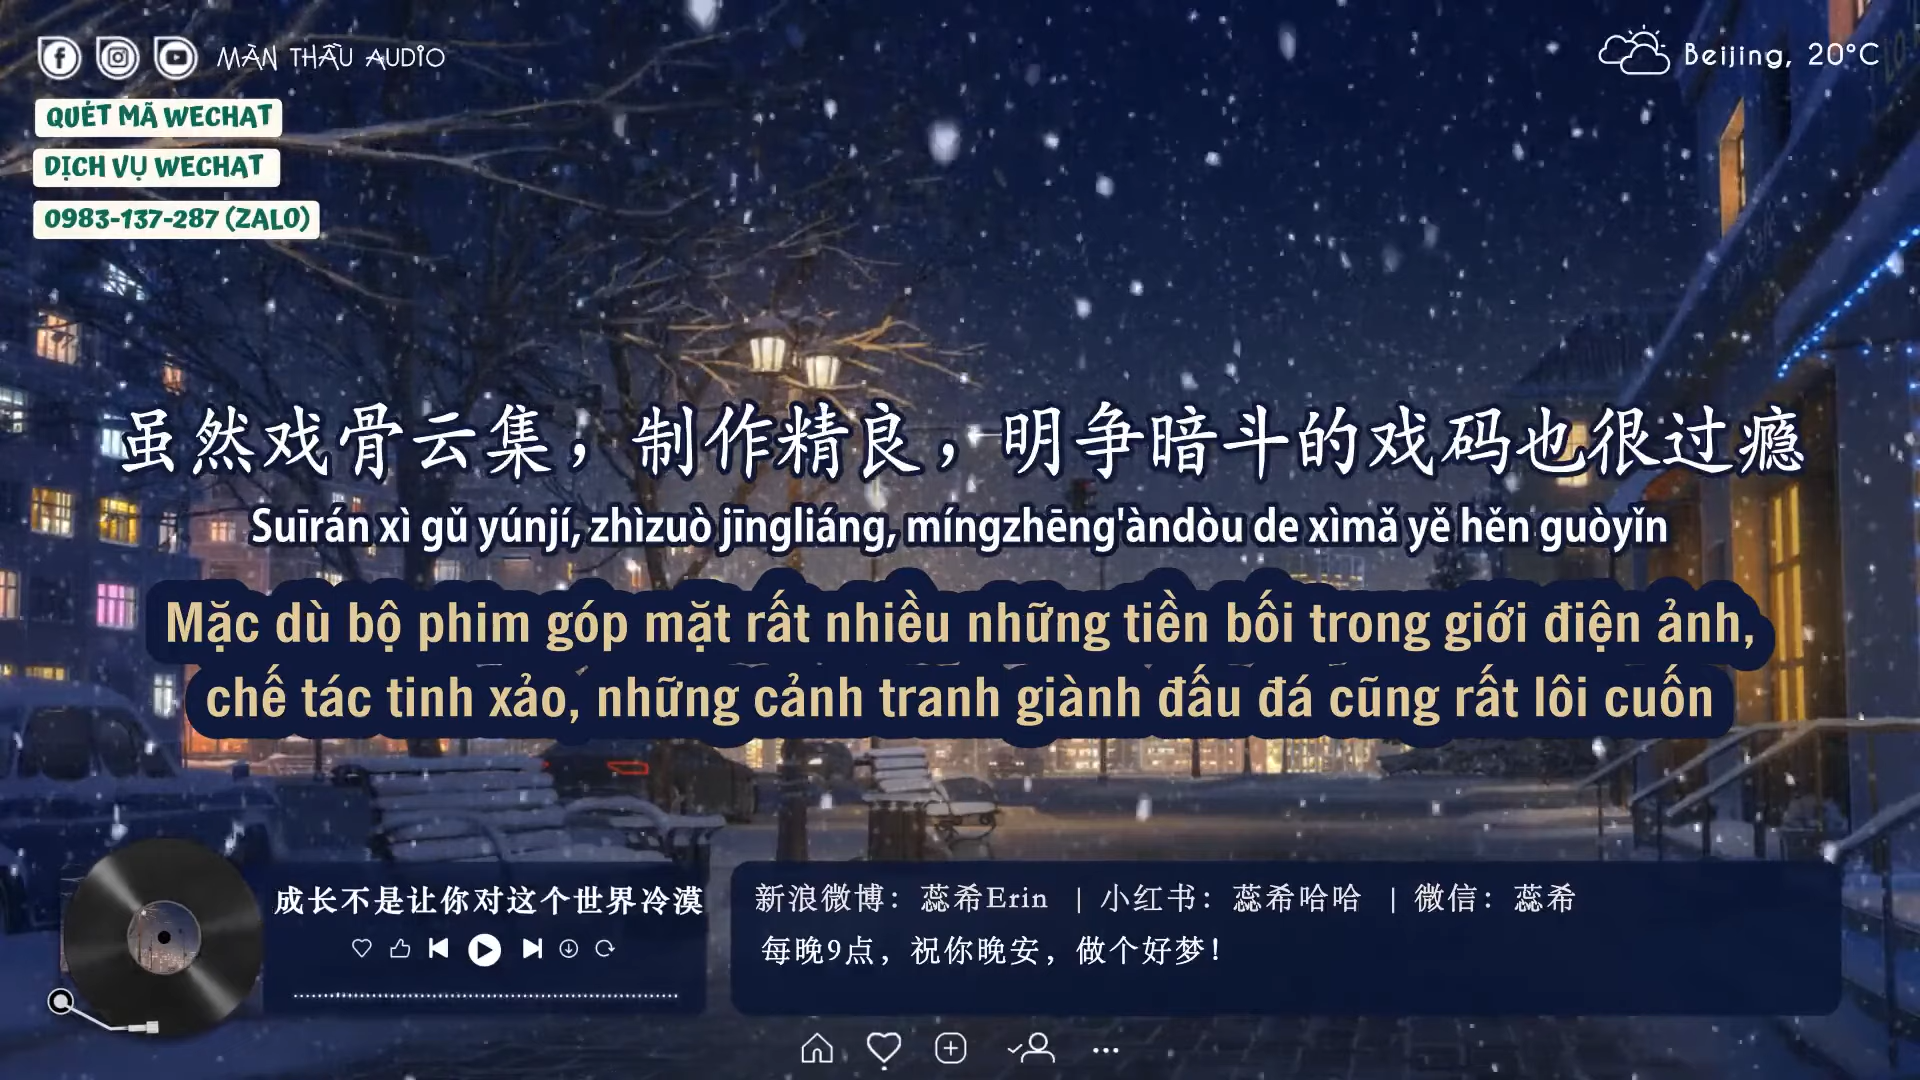 MÀN THẦU AUDIO
Beijing, 20°C
QUÉT MÃ WECHAT
DỊCH VỤ WECHAT
0983-137-287 (ZALO)
虽然戏骨云集，制作精良，明争暗斗的戏码也很过瘾
Suīrán xì gǔ yúnjí, zhìzuò jīngliáng, míngzhēng'àndòu de xìmǎ yě hěn guòyǐn
Mặc dù bộ phim góp mặt rất nhiều những tiền bối trong giới điện ảnh,
chế tác tinh xảo, những cảnh tranh giành đấu đá cũng rất lôi cuốn
成长不是让你对这个世界冷漠
新浪微博：蕊希Erin ｜小红书：蕊希哈哈 ｜微信：蕊希
每晚9点，祝你晚安，做个好梦！